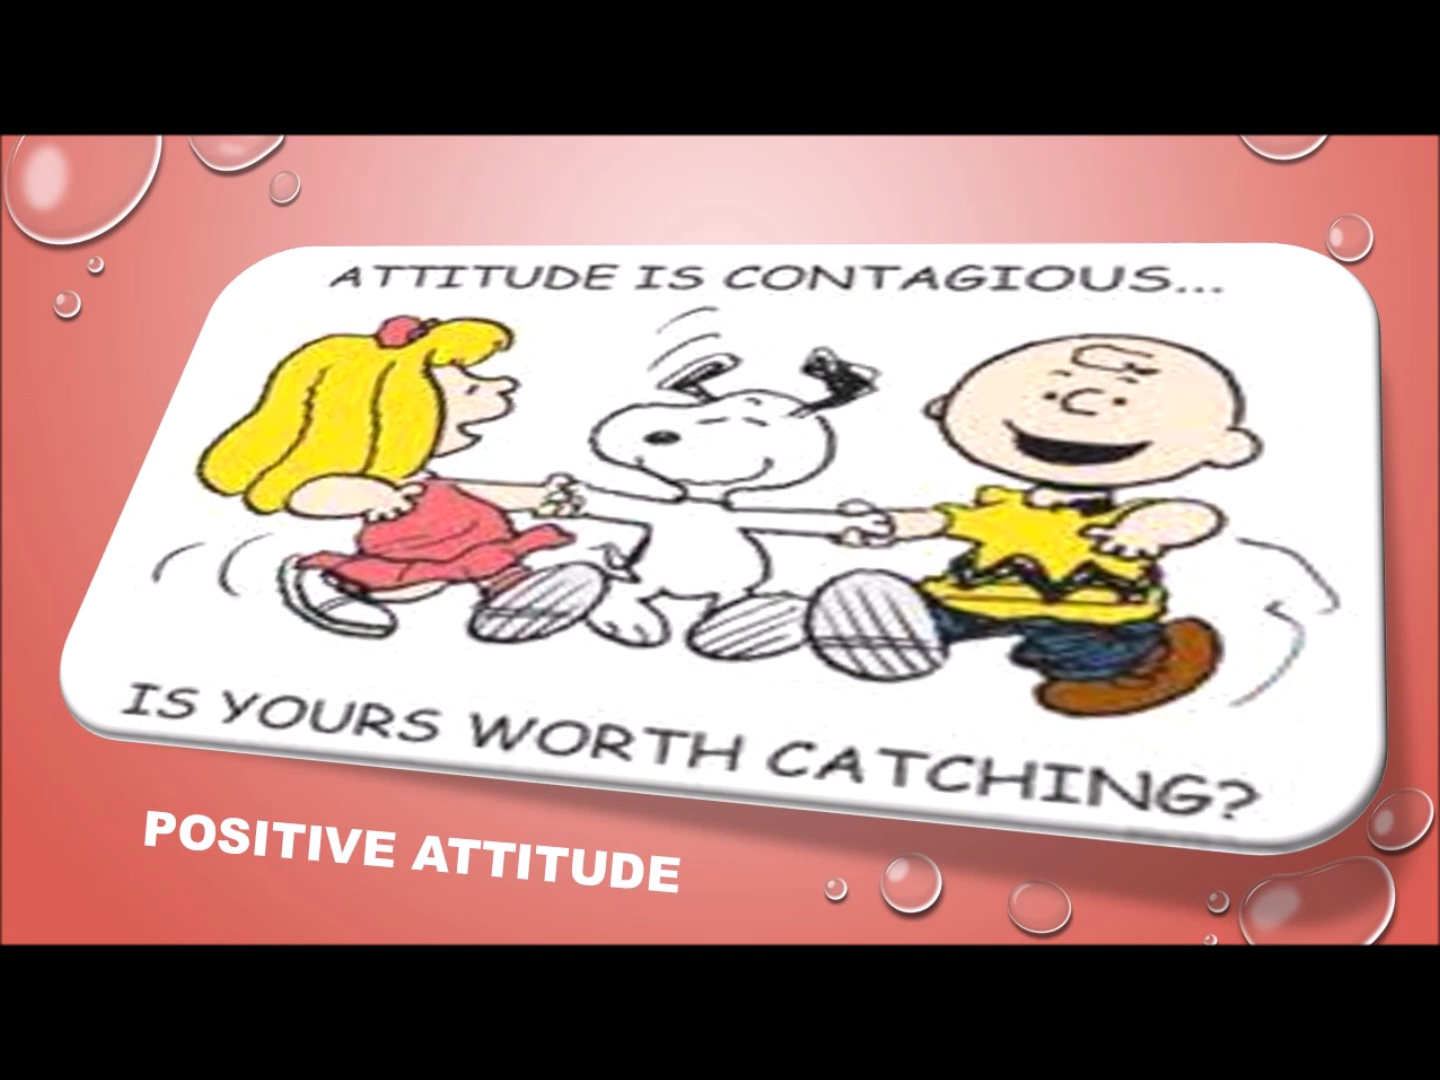 ATTITUDE IS CONTAGIOUS...
IS YOURS WORTH CATCHING?
POSITIVE ATTITUDE